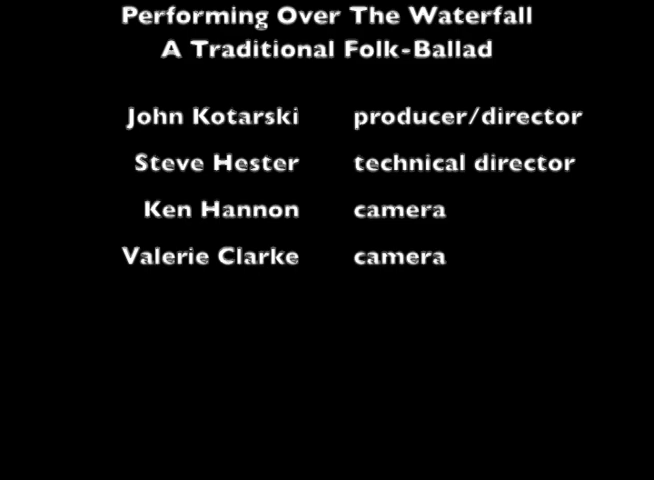 Performing Over The Waterfall
A Traditional Folk-Ballad
John Kotarski producer/director
Steve Hester technical director
Ken Hannon camera
Valerie Clarke camera